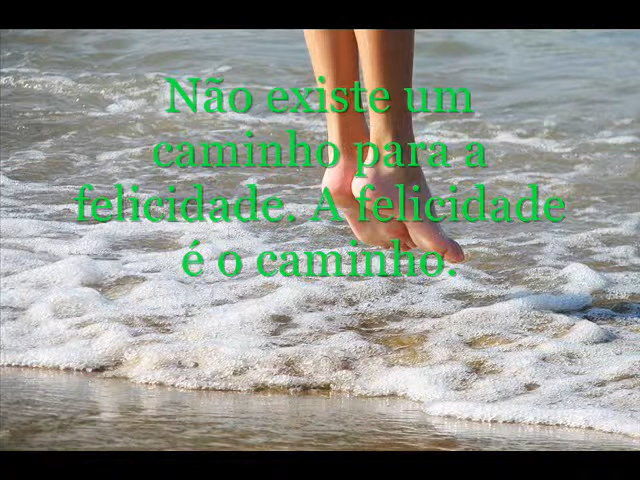 Não existe um
caminho para a
felicidade. A felicidade
é o caminho.